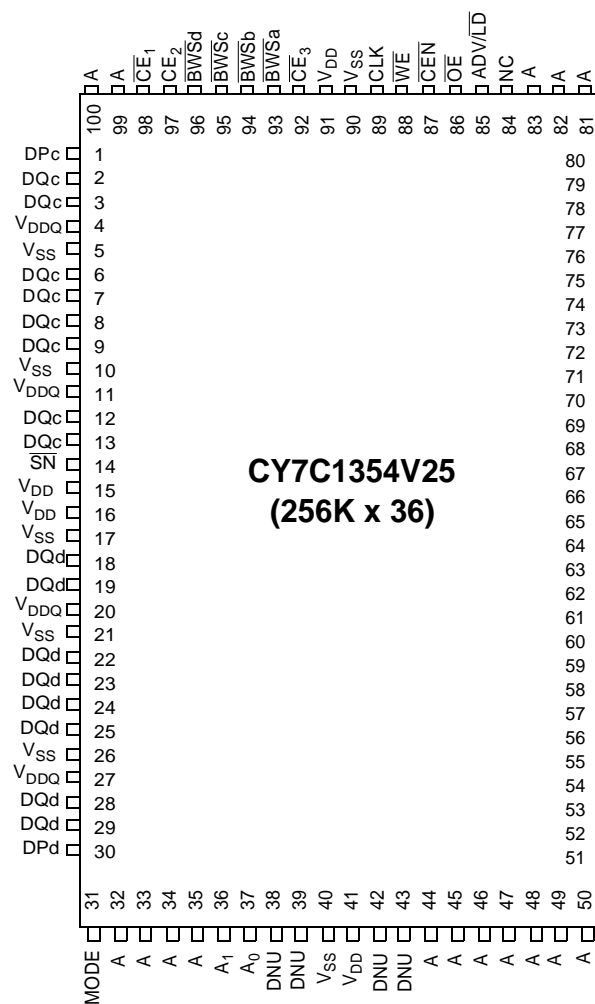 A
A
CE1
CE2
BWSd
BWSc
BWSb
BWSa
CE3
VDD
VSS
CLK
WE
CEN
OE
ADV/LD
NC
A
A
A
100
99
98
97
96
95
94
93
92
91
90
89
88
87
86
85
84
83
82
81
DPc 1
DQc 2
DQc 3
VDDQ 4
VSS 5
DQc 6
DQc 7
DQc 8
DQc 9
VSS 10
VDDQ 11
DQc 12
DQc 13
SN 14
VDD 15
VDD 16
VSS 17
DQd 18
DQd 19
VDDQ 20
VSS 21
DQd 22
DQd 23
DQd 24
DQd 25
VSS 26
VDDQ 27
DQd 28
DQd 29
DPd 30
CY7C1354V25
(256K x 36)
80
79
78
77
76
75
74
73
72
71
70
69
68
67
66
65
64
63
62
61
60
59
58
57
56
55
54
53
52
51
31
32
33
34
35
36
37
38
39
40
41
42
43
44
45
46
47
48
49
50
MODE
A
A
A
A
A1
A0
DNU
DNU
VSS
VDD
DNU
DNU
A
A
A
A
A
A
A